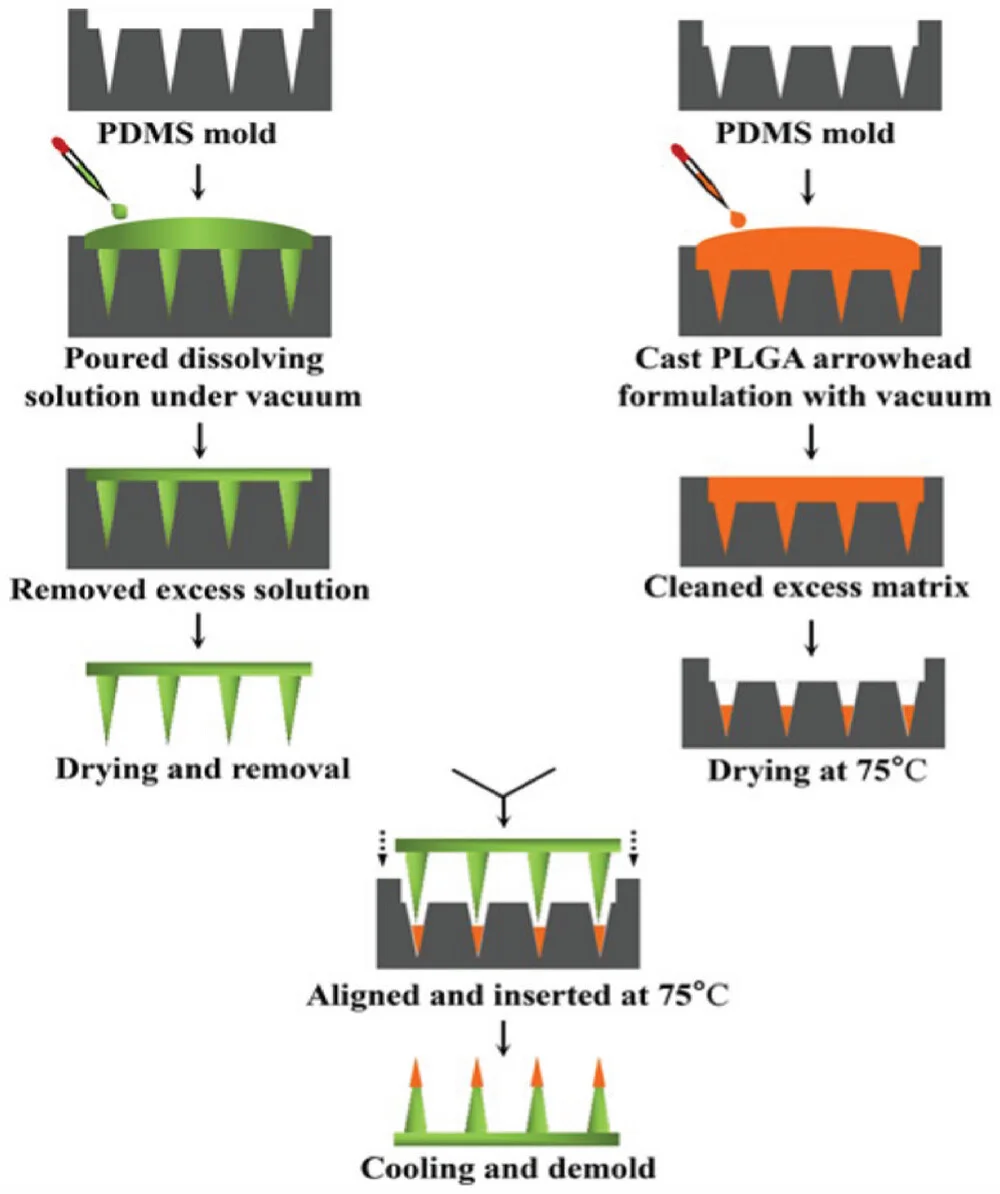 PDMS mold
Poured dissolving
solution under vacuum
Removed excess solution
Drying and removal
PDMS mold
Cast PLGA arrowhead
formulation with vacuum
Cleaned excess matrix
Drying at 75°C
Aligned and inserted at 75°C
Cooling and demold